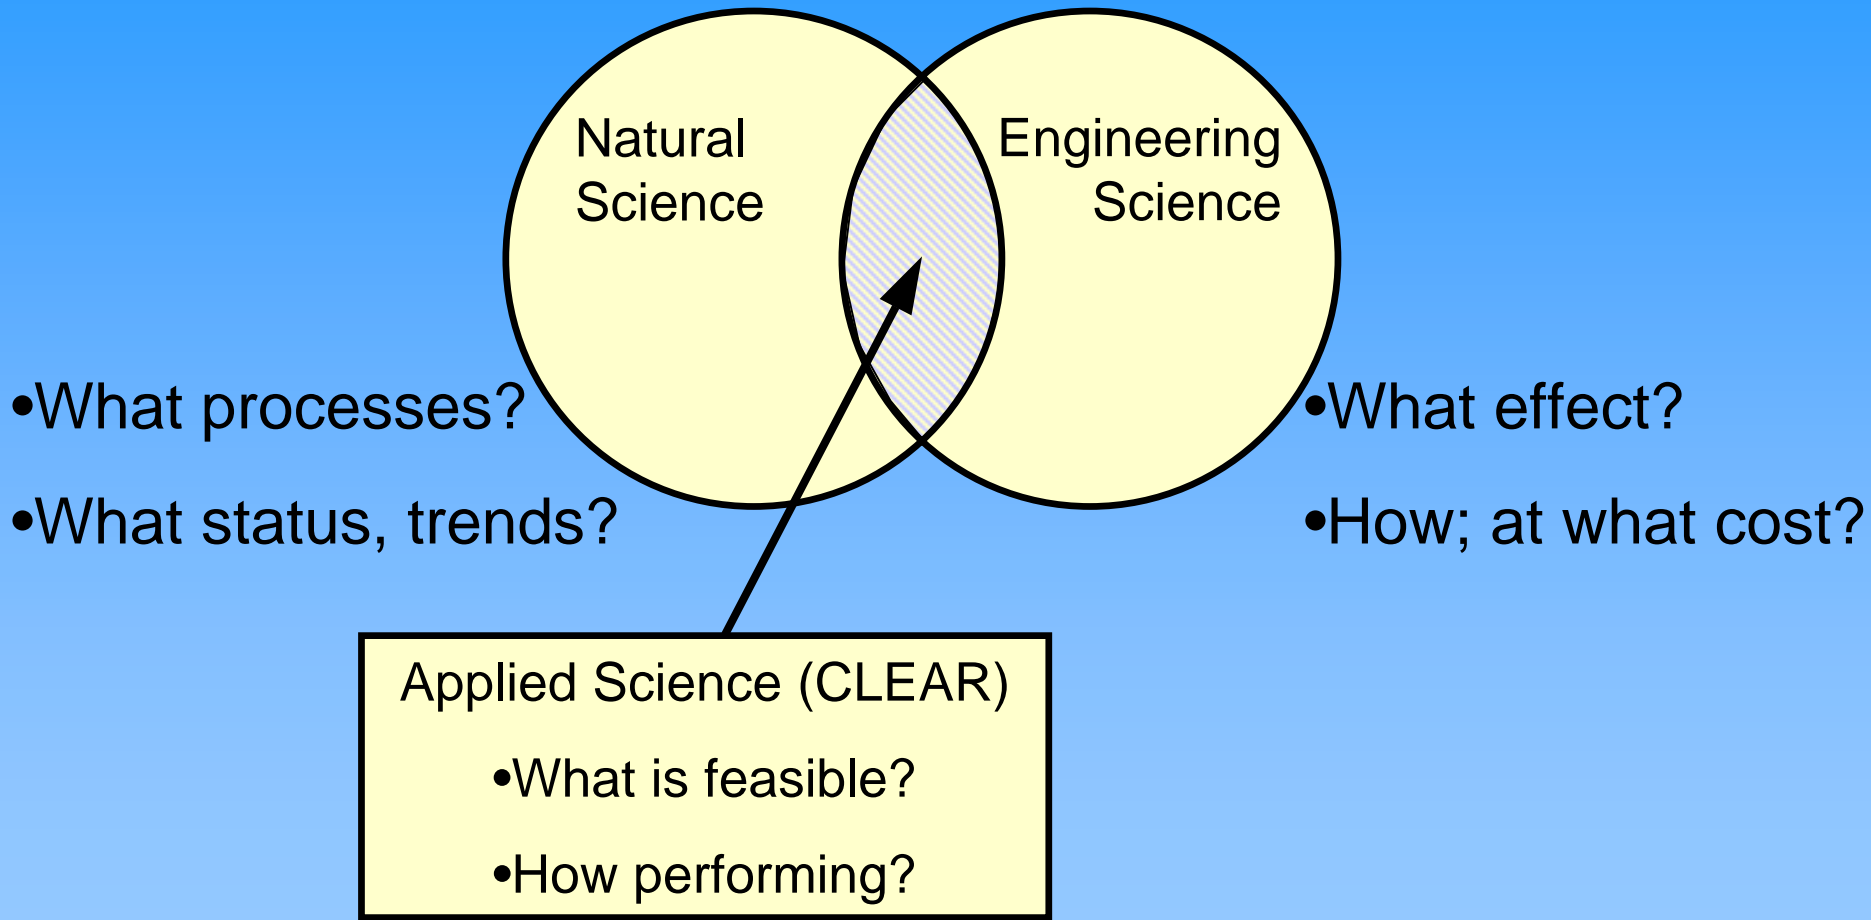 Natural
Science
Engineering
Science
•What processes?
•What status, trends?
•What effect?
•How; at what cost?
Applied Science (CLEAR)
•What is feasible?
•How performing?